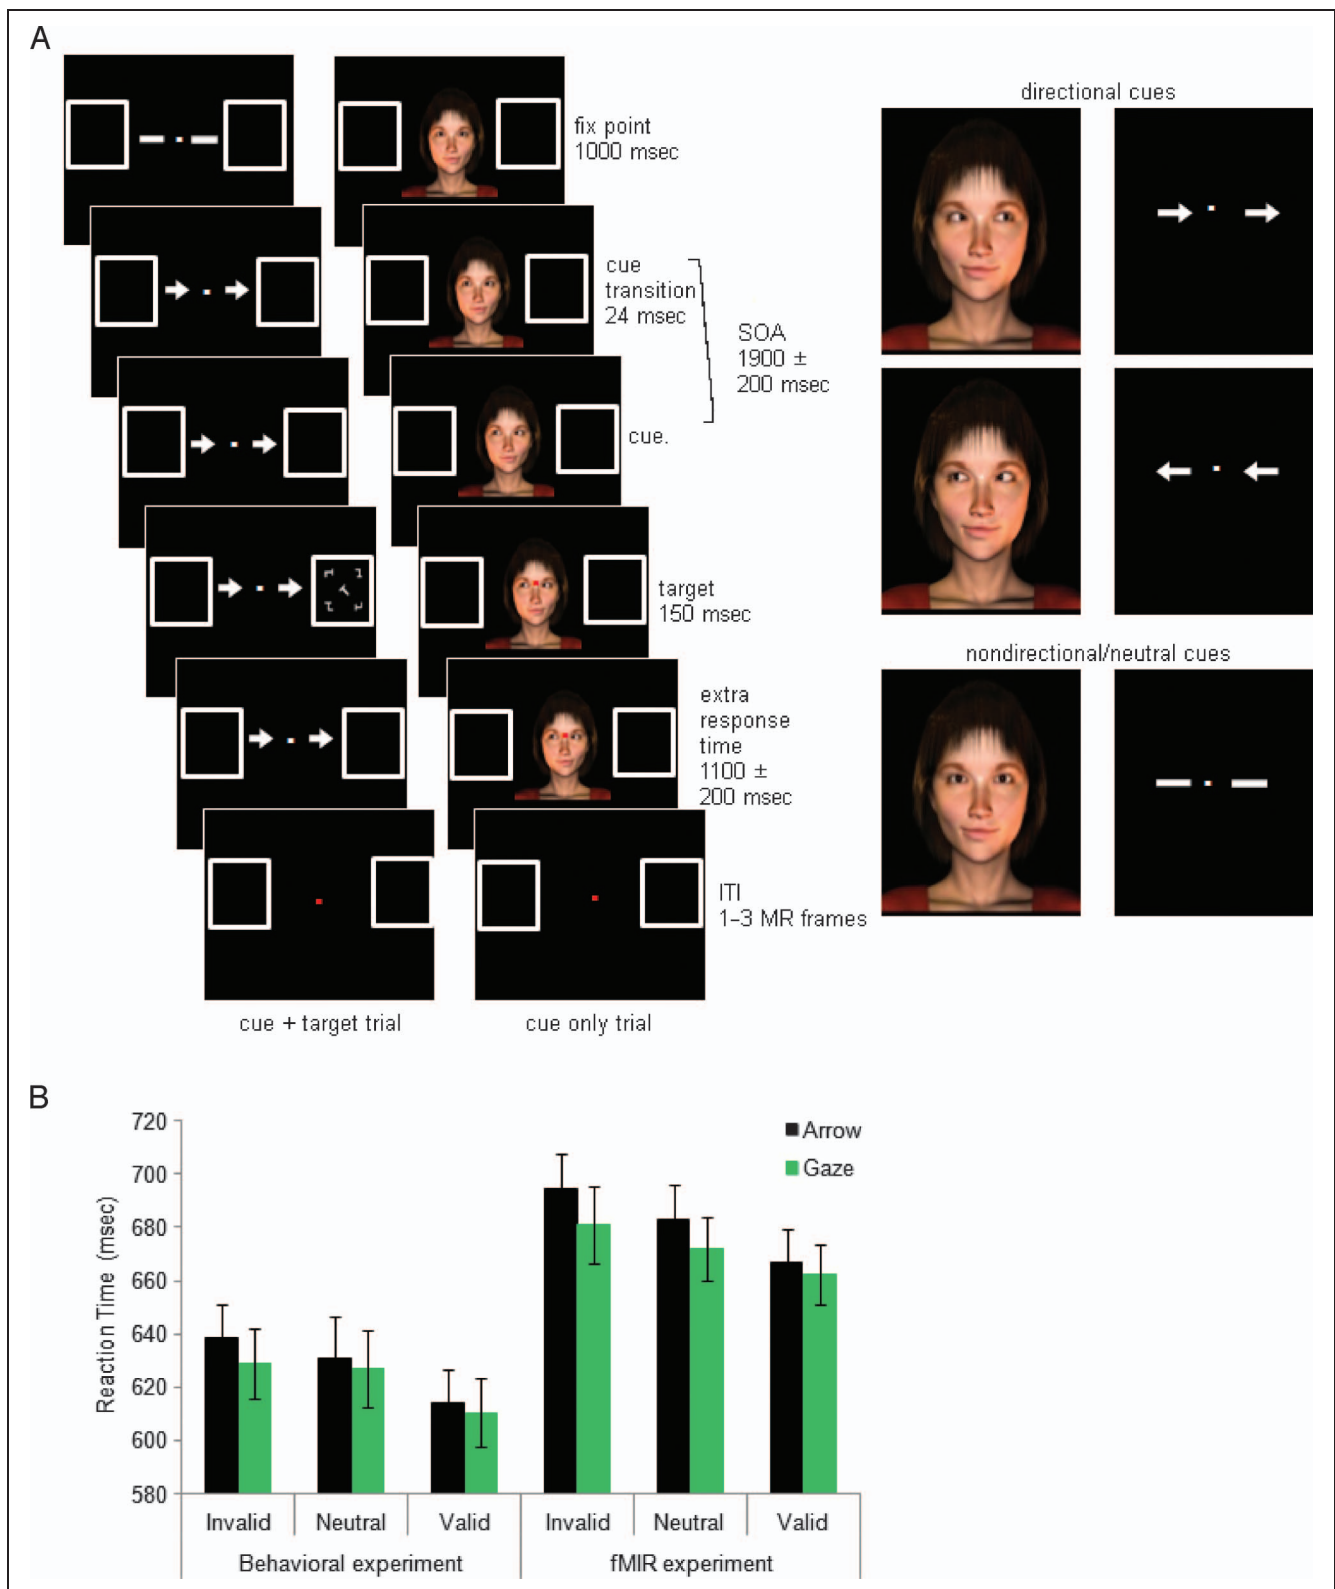 A
fix point
1000 msec
cue
transition
24 msec
SOA
1900 ±
200 msec
cue.
target
150 msec
extra
response
time
1100 ±
200 msec
ITI
1–3 MR frames
cue + target trial
cue only trial
directional cues
nondirectional/neutral cues
B
Reaction Time (msec)
720
700
680
660
640
620
600
580
Arrow
Gaze
Invalid Neutral Valid Invalid Neutral Valid
Behavioral experiment fMIR experiment